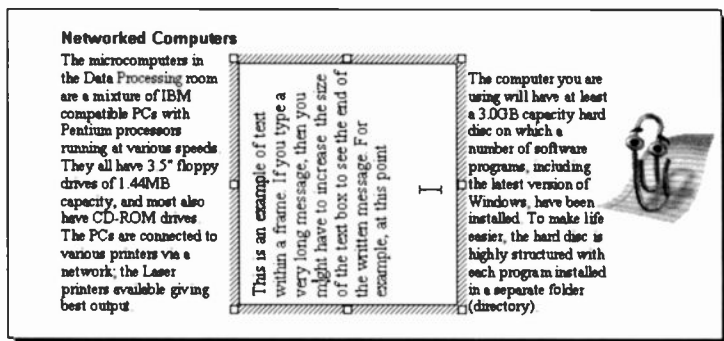 Networked Computers
The microcomputers in
the Data Processing room
are a mixture of IBM
compatible PCs with
Pentium processors
running at various speeds.
They all have 3.5" floppy
drives of 1.44MB
capacity, and most also
have CD-ROM drives.
The PCs are connected to
various printers via a
network; the Laser
printers available giving
best output.
This is an example of text
within a frame. If you type a
very long message, then you
might have to increase the size
of the text box to see the end of
the written message. For
example, at this point
The computer you are
using will have at least
a 3.0GB capacity hard
disc on which a
number of software
programs, including
the latest version of
Windows, have been
installed. To make life
easier, the hard disc is
highly structured with
each program installed
in a separate folder
(directory).